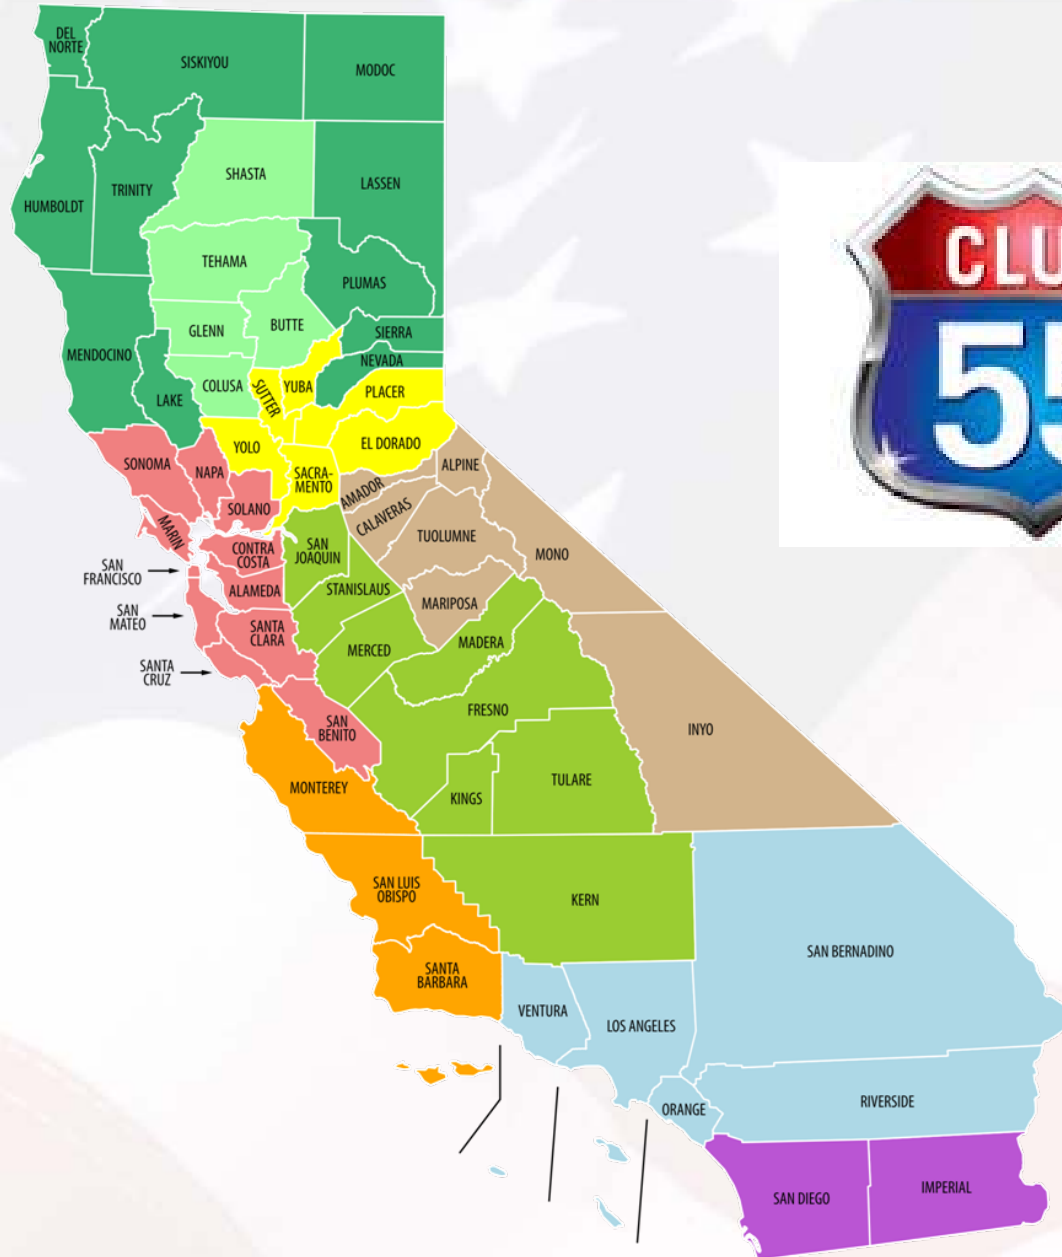 DEL
NORTE
SISKIYOU
MODOC
SHASTA
LASSEN
TRINITY
HUMBOLDT
TEHAMA
PLUMAS
GLENN
BUTTE
SIERRA
MENDOCINO
NEVADA
COLUSA
SUTTER
YUBA
PLACER
LAKE
YOLO
EL DORADO
SONOMA
NAPA
SACRA-
MENTO
ALPINE
AMADOR
SOLANO
CALAVERAS
MARIN
TUOLUMNE
CONTRA
COSTA
SAN
JOAQUIN
MONO
SAN
FRANCISCO
ALAMEDA
STANISLAUS
MARIPOSA
SAN
MATEO
SANTA
CLARA
MERCED
MADERA
SANTA
CRUZ
FRESNO
SAN
BENITO
INYO
MONTEREY
KINGS
TULARE
SAN LUIS
OBISPO
KERN
SAN BERNADINO
SANTA
BARBARA
VENTURA
LOS ANGELES
ORANGE
RIVERSIDE
SAN DIEGO
IMPERIAL
CLU
55